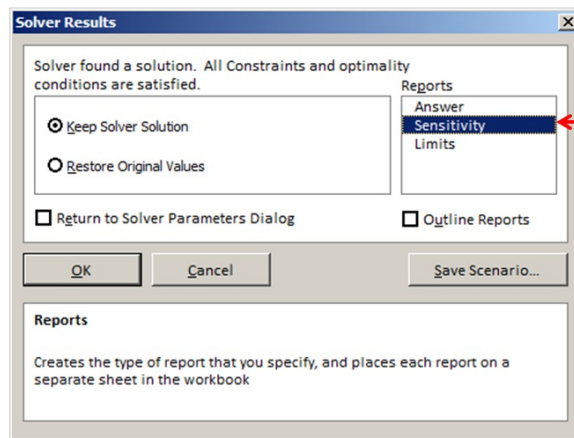 Solver Results
Solver found a solution. All Constraints and optimality
conditions are satisfied.
Reports
Keep Solver Solution
Restore Original Values
Answer
Sensitivity
Limits
Return to Solver Parameters Dialog
Outline Reports
OK
Cancel
Save Scenario...
Reports
Creates the type of report that you specify, and places each report on a
separate sheet in the workbook